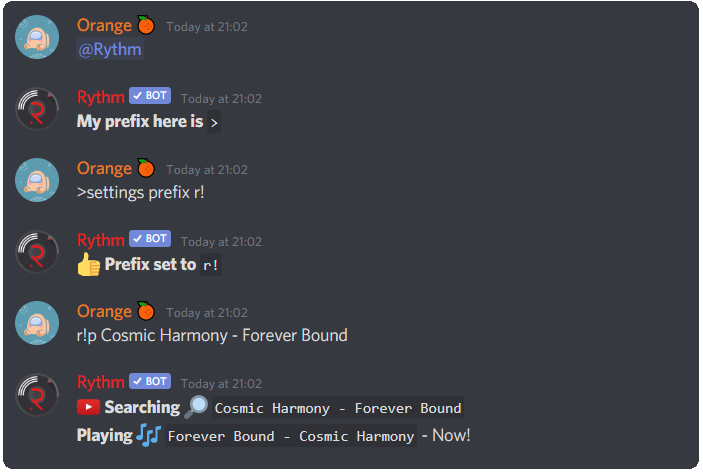 Orange Today at 21:02
@Rythm
Rythm ✓ BOT Today at 21:02
My prefix here is >
Orange Today at 21:02
>settings prefix r!
Rythm ✓ BOT Today at 21:02
Prefix set to r!
Orange Today at 21:02
r!p Cosmic Harmony - Forever Bound
Rythm ✓ BOT Today at 21:02
Searching Cosmic Harmony - Forever Bound
Playing Forever Bound - Cosmic Harmony - Now!